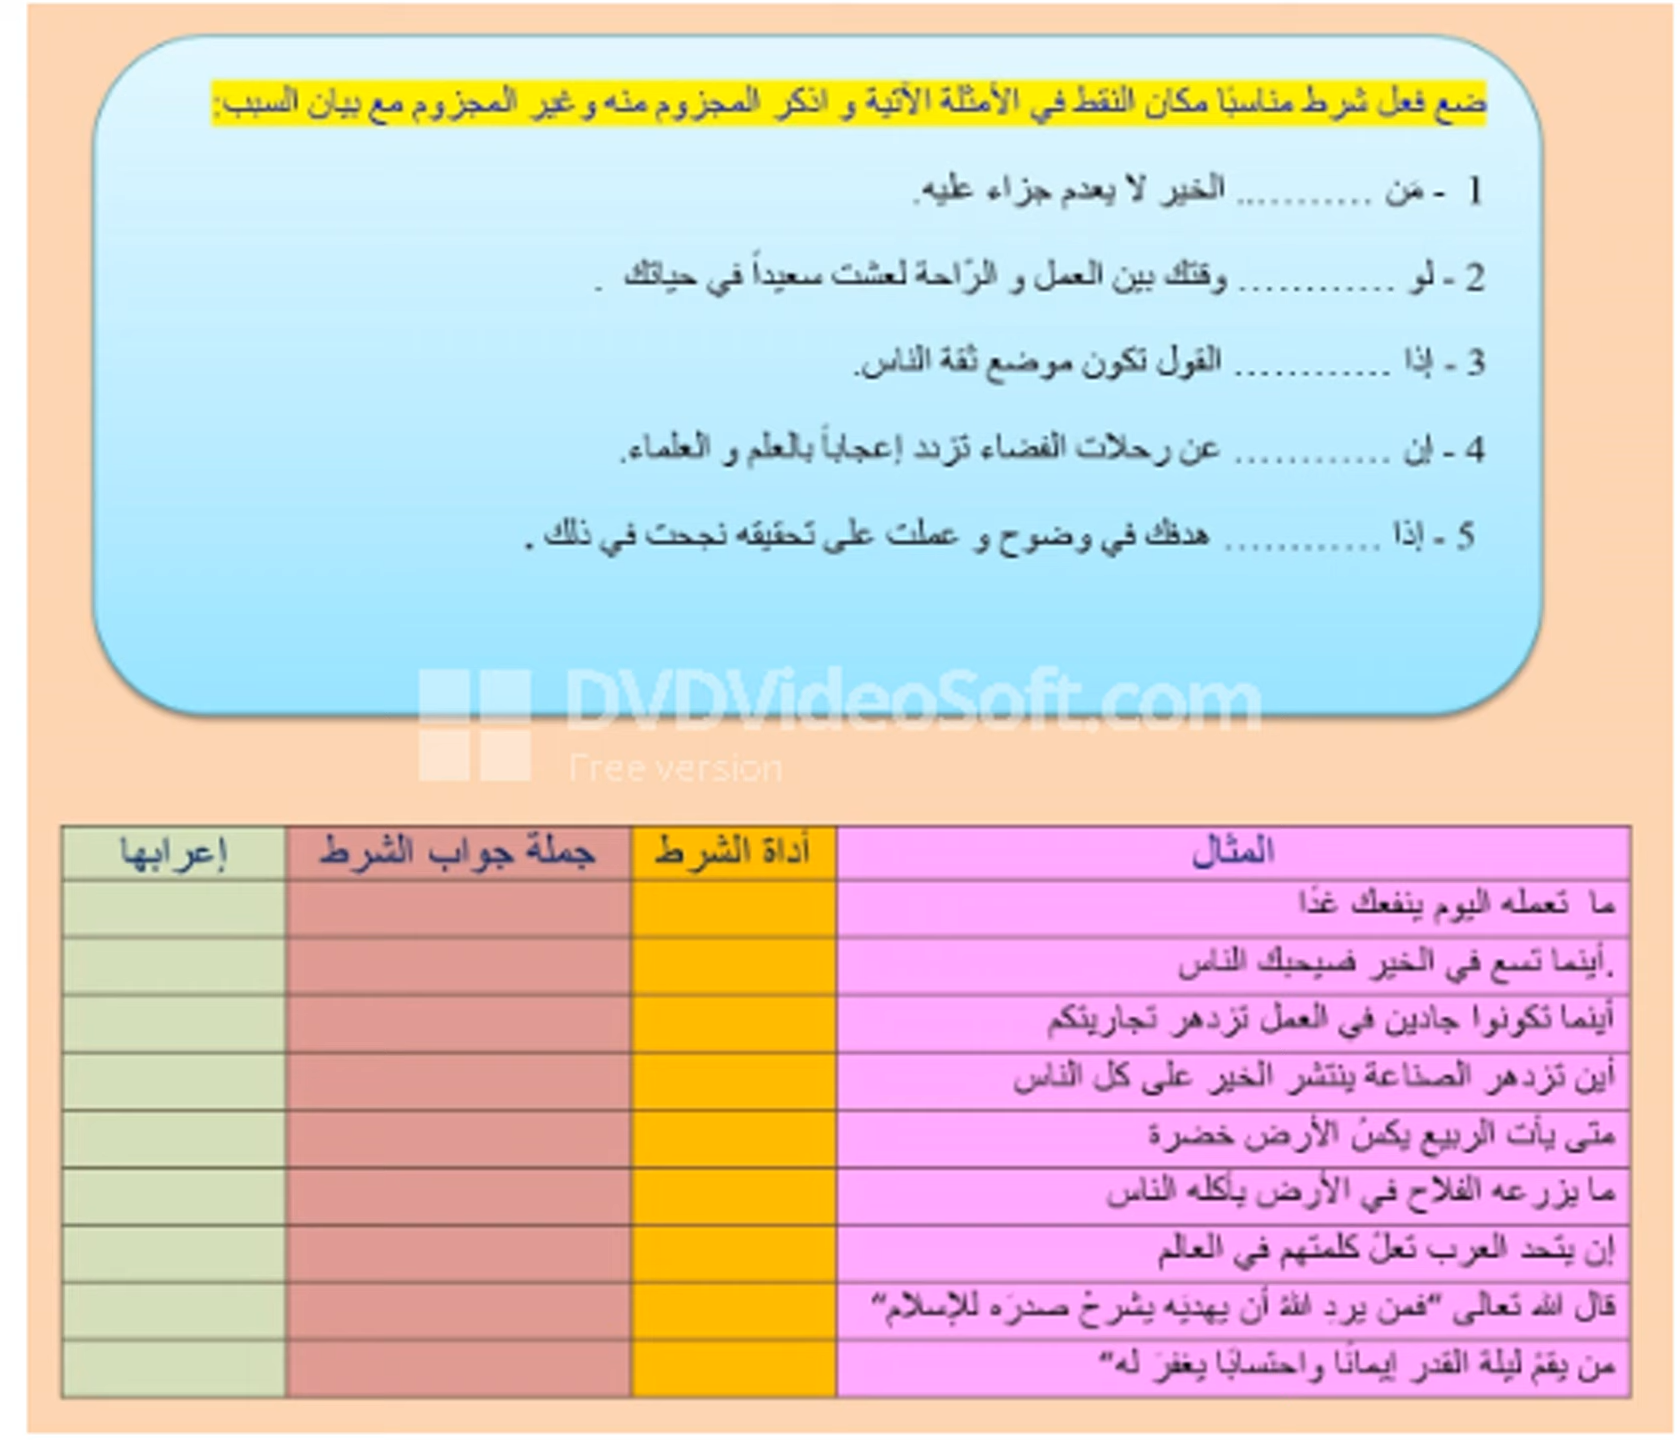 ضع فعل شرط مناسبًا مكان النقط في الأمثلة الآتية و اذكر المجزوم منه وغير المجزوم مع بيان السبب:
1 - مَن ............ الخير لا يعدم جزاء عليه.
2 - لو ............ وقتك بين العمل و الرّاحة لعشت سعيداً في حياتك .
3 - إذا ............ القول تكون موضع ثقة الناس.
4 - إن ............ عن رحلات الفضاء تزدد إعجاباً بالعلم و العلماء.
5 - إذا ............ هدفك في وضوح و عملت على تحقيقه نجحت في ذلك .
DVDVideoSoft.com
Free version
المثال أداة الشرط جملة جواب الشرط إعرابها
ما تعمله اليوم ينفعك غدًا
.أينما تسع في الخير فسيحبك الناس
أينما تكونوا جادين في العمل تزدهر تجاريتكم
أين تزدهر الصناعة ينتشر الخير على كل الناس
متى يأت الربيع يكسُ الأرض خضرة
ما يزرعه الفلاح في الأرض يأكله الناس
إن يتحد العرب تعلُ كلمتهم في العالم
قال الله تعالى "فمن يردِ اللهُ أن يهديَه يشرحْ صدرَه للإسلام"
من يقمْ ليلة القدر إيمانًا واحتسابًا يغفرَ له"